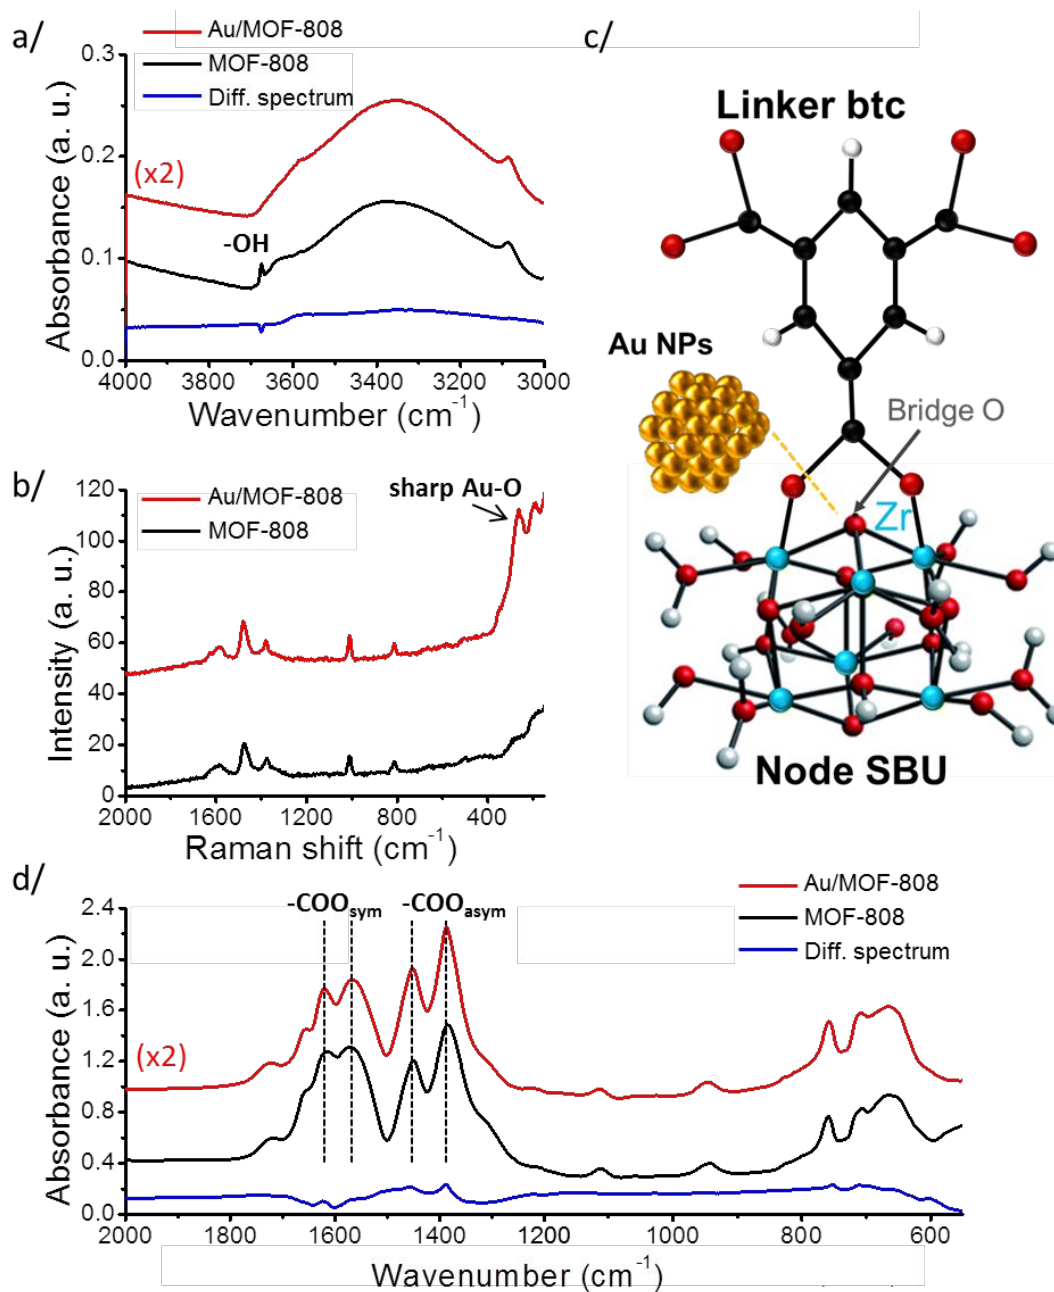 a/
Au/MOF-808
MOF-808
Diff. spectrum
0.3
0.2
0.1
0.0
(x2)
-OH
Absorbance (a. u.)
4000 3800 3600 3400 3200 3000
Wavenumber (cm⁻¹)
b/
Au/MOF-808
MOF-808
sharp Au-O
120
100
80
60
40
20
0
Intensity (a. u.)
2000 1600 1200 800 400
Raman shift (cm⁻¹)
c/
Linker btc
Au NPs
Bridge O
Zr
Node SBU
d/
-COOsym -COOasym
Au/MOF-808
MOF-808
Diff. spectrum
2.4
2.0
1.6
1.2
0.8
0.4
0.0
(x2)
Absorbance (a. u.)
2000 1800 1600 1400 1200 1000 800 600
Wavenumber (cm⁻¹)